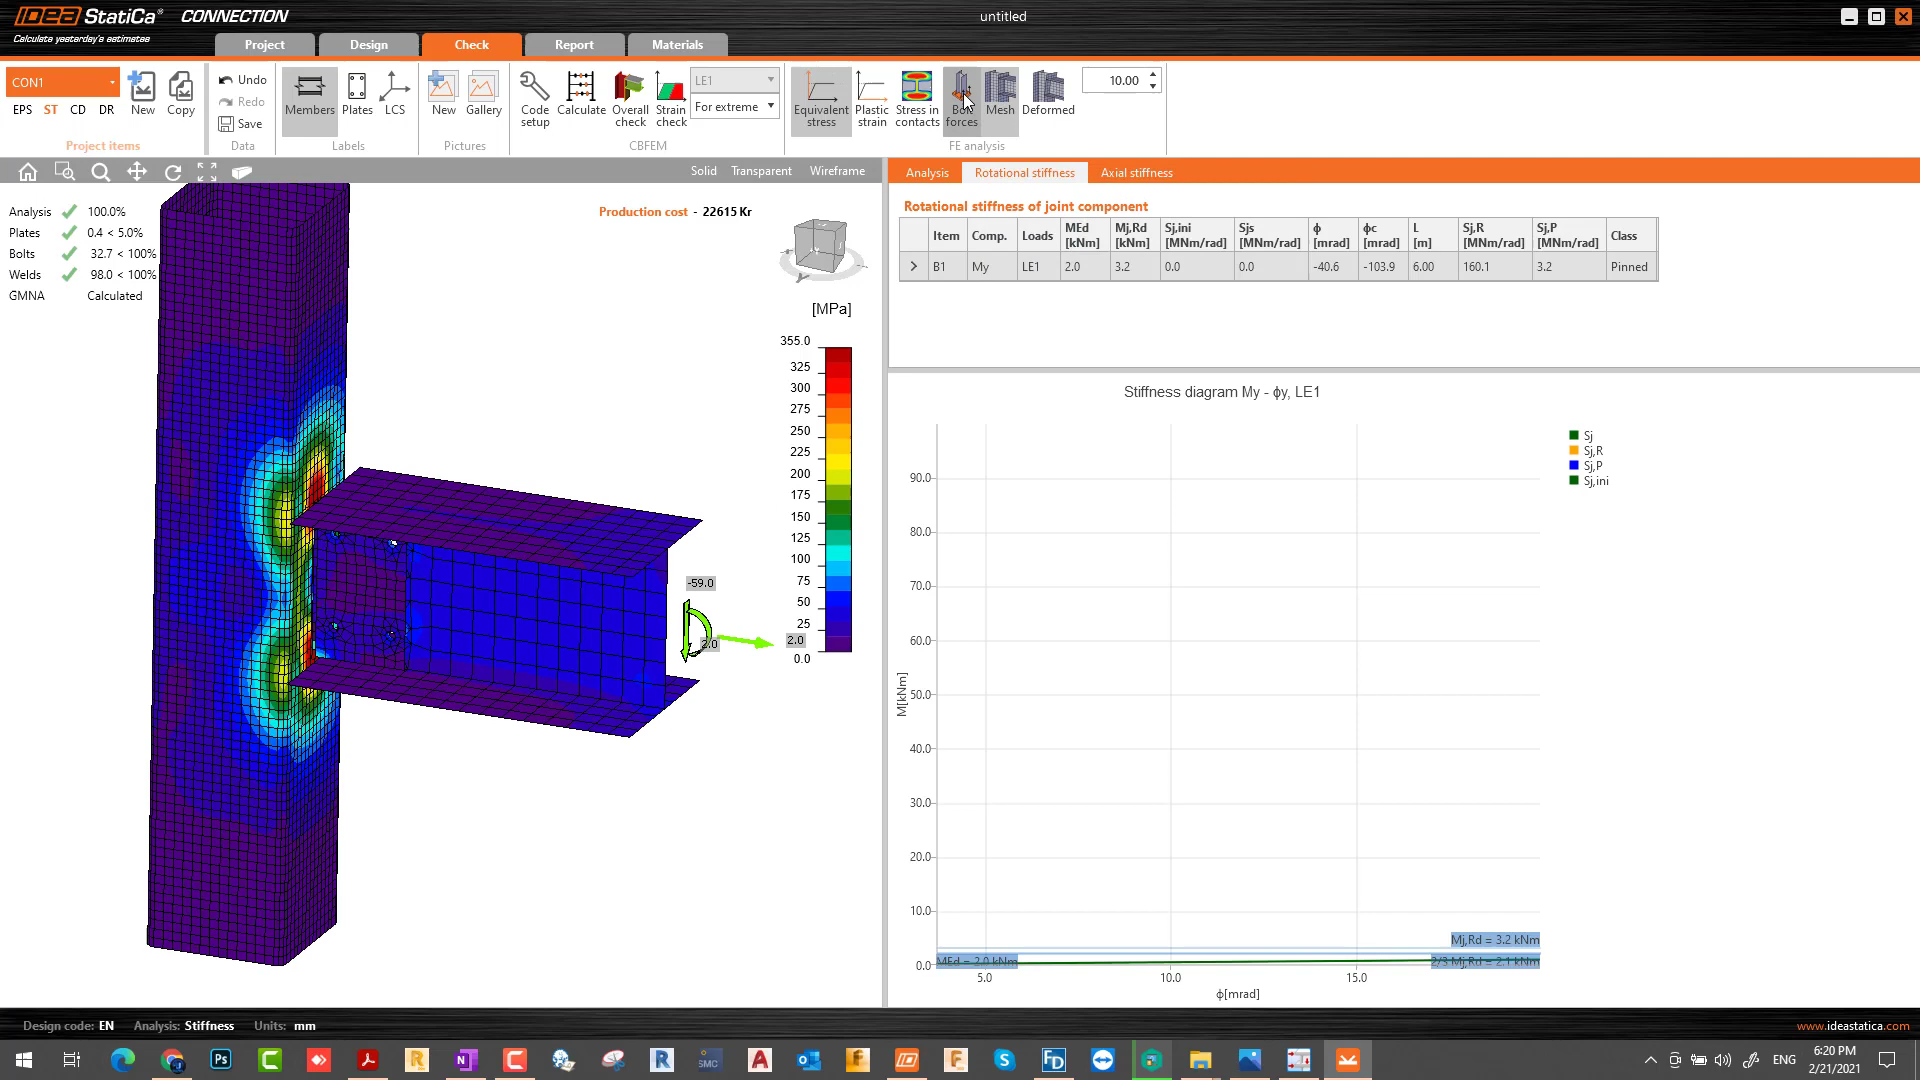 IDEA StatiCa® CONNECTION
Calculate yesterday's estimates
untitled
Project
Design
Check
Report
Materials
CON1
EPS ST CD DR
New
Copy
Project items
Undo
Redo
Save
Data
Members
Plates
LCS
Labels
New
Gallery
Pictures
Code setup
Calculate
Overall check
Strain check
LE1
For extreme
CBFEM
Equivalent stress
Plastic strain
Stress in contacts
Bolt forces
Mesh
Deformed
10.00
FE analysis
Solid
Transparent
Wireframe
Analysis 100.0%
Plates 0.4 < 5.0%
Bolts 32.7 < 100%
Welds 98.0 < 100%
GMNA Calculated
Production cost - 22615 Kr
[MPa]
355.0
325
300
275
250
225
200
175
150
125
100
75
50
25
0.0
-59.0
2.0
2.0
Analysis
Rotational stiffness
Axial stiffness
Rotational stiffness of joint component
Item Comp. Loads MEd [kNm] Mj,Rd [kNm] Sj,ini [MNm/rad] Sjs [MNm/rad] ϕ [mrad] ϕc [mrad] L [m] Sj,R [MNm/rad] Sj,P [MNm/rad] Class
B1 My LE1 2.0 3.2 0.0 0.0 -40.6 -103.9 6.00 160.1 3.2 Pinned
Stiffness diagram My - ϕy, LE1
Sj
Sj,R
Sj,P
Sj,ini
90.0
80.0
70.0
60.0
50.0
40.0
30.0
20.0
10.0
0.0
M[kNm]
Mj,Rd = 3.2 kNm
MEd = 2.0 kNm
2/3 Mj,Rd = 2.1 kNm
5.0
10.0
15.0
ϕ[mrad]
Design code: EN Analysis: Stiffness Units: mm
www.ideastatica.com
ENG
6:20 PM
2/21/2021